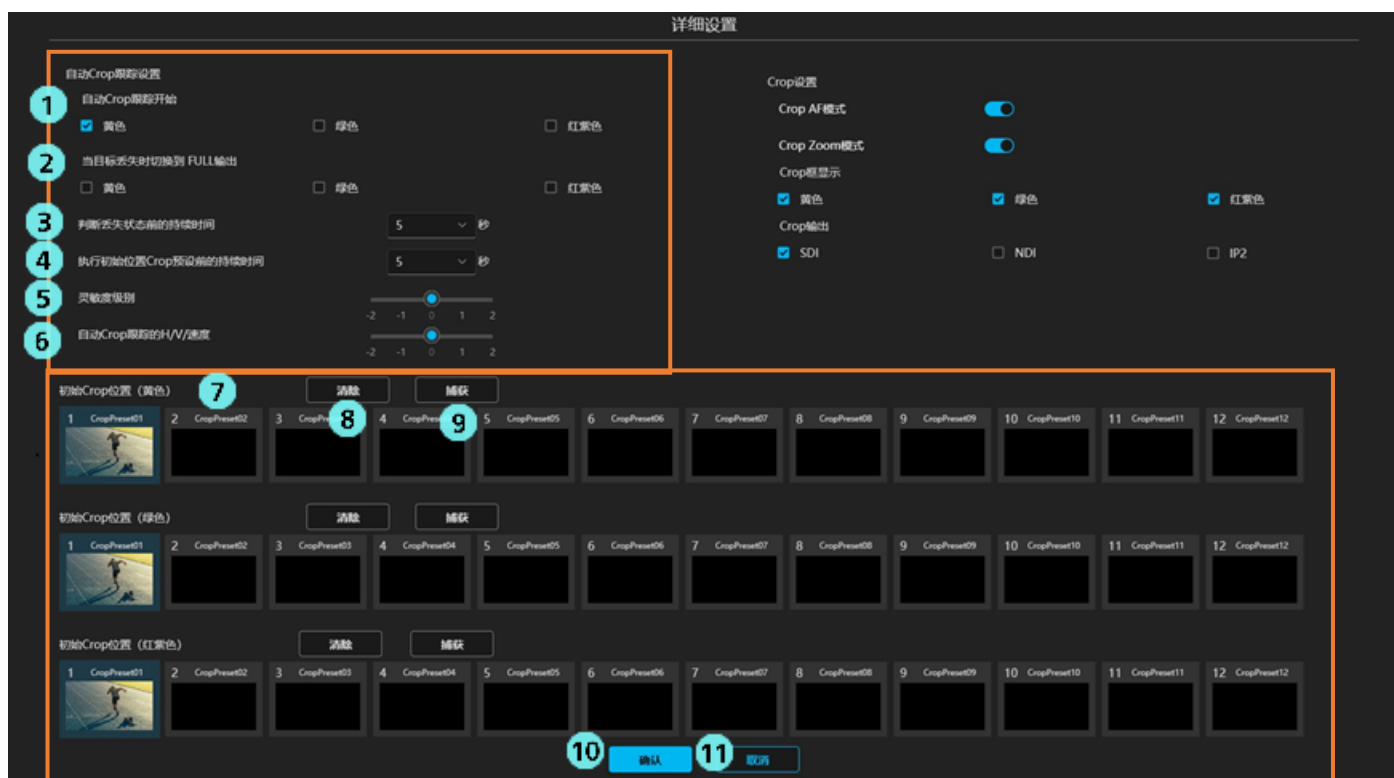 详细设置
自动Crop跟踪设置
1 自动Crop跟踪开始
黄色 绿色 红紫色
2 当目标丢失时切换到 FULL输出
黄色 绿色 红紫色
3 判断丢失状态前的持续时间 5 秒
4 执行初始位置Crop预设前的持续时间 5 秒
5 灵敏度级别
-2 -1 0 1 2
6 自动Crop跟踪的H/V/速度
-2 -1 0 1 2
Crop设置
Crop AF模式
Crop Zoom模式
Crop框显示
黄色 绿色 红紫色
Crop输出
SDI NDI IP2
初始Crop位置（黄色） 7 清除 捕获
8 9
1 CropPreset01 2 CropPreset02 3 CropPre 4 CropPrese 5 CropPreset05 6 CropPreset06 7 CropPreset07 8 CropPreset08 9 CropPreset09 10 CropPreset10 11 CropPreset11 12 CropPreset12
初始Crop位置（绿色） 清除 捕获
1 CropPreset01 2 CropPreset02 3 CropPreset03 4 CropPreset04 5 CropPreset05 6 CropPreset06 7 CropPreset07 8 CropPreset08 9 CropPreset09 10 CropPreset10 11 CropPreset11 12 CropPreset12
初始Crop位置（红紫色） 清除 捕获
1 CropPreset01 2 CropPreset02 3 CropPreset03 4 CropPreset04 5 CropPreset05 6 CropPreset06 7 CropPreset07 8 CropPreset08 9 CropPreset09 10 CropPreset10 11 CropPreset11 12 CropPreset12
10 确认 11 取消